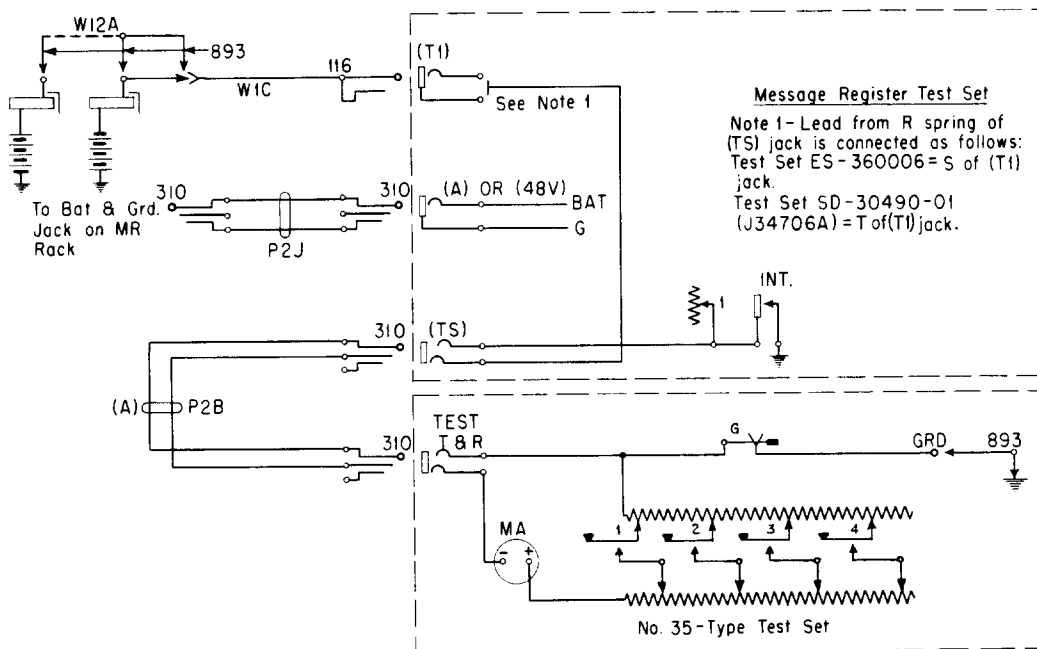 W12A
893
W1C
116
(T1)
See Note 1
Message Register Test Set
Note 1- Lead from R spring of
(TS) jack is connected as follows:
Test Set ES-360006 = S of (T1)
jack.
Test Set SD-30490-01
(J34706A) = T of (T1) jack.
310
To Bat & Grd.
Jack on MR
Rack
P2J
310
(A) OR (48V)
BAT
G
310
(TS)
1
INT.
(A)
P2B
310
TEST
T & R
G
GRD
893
MA
- +
1 2 3 4
No. 35-Type Test Set